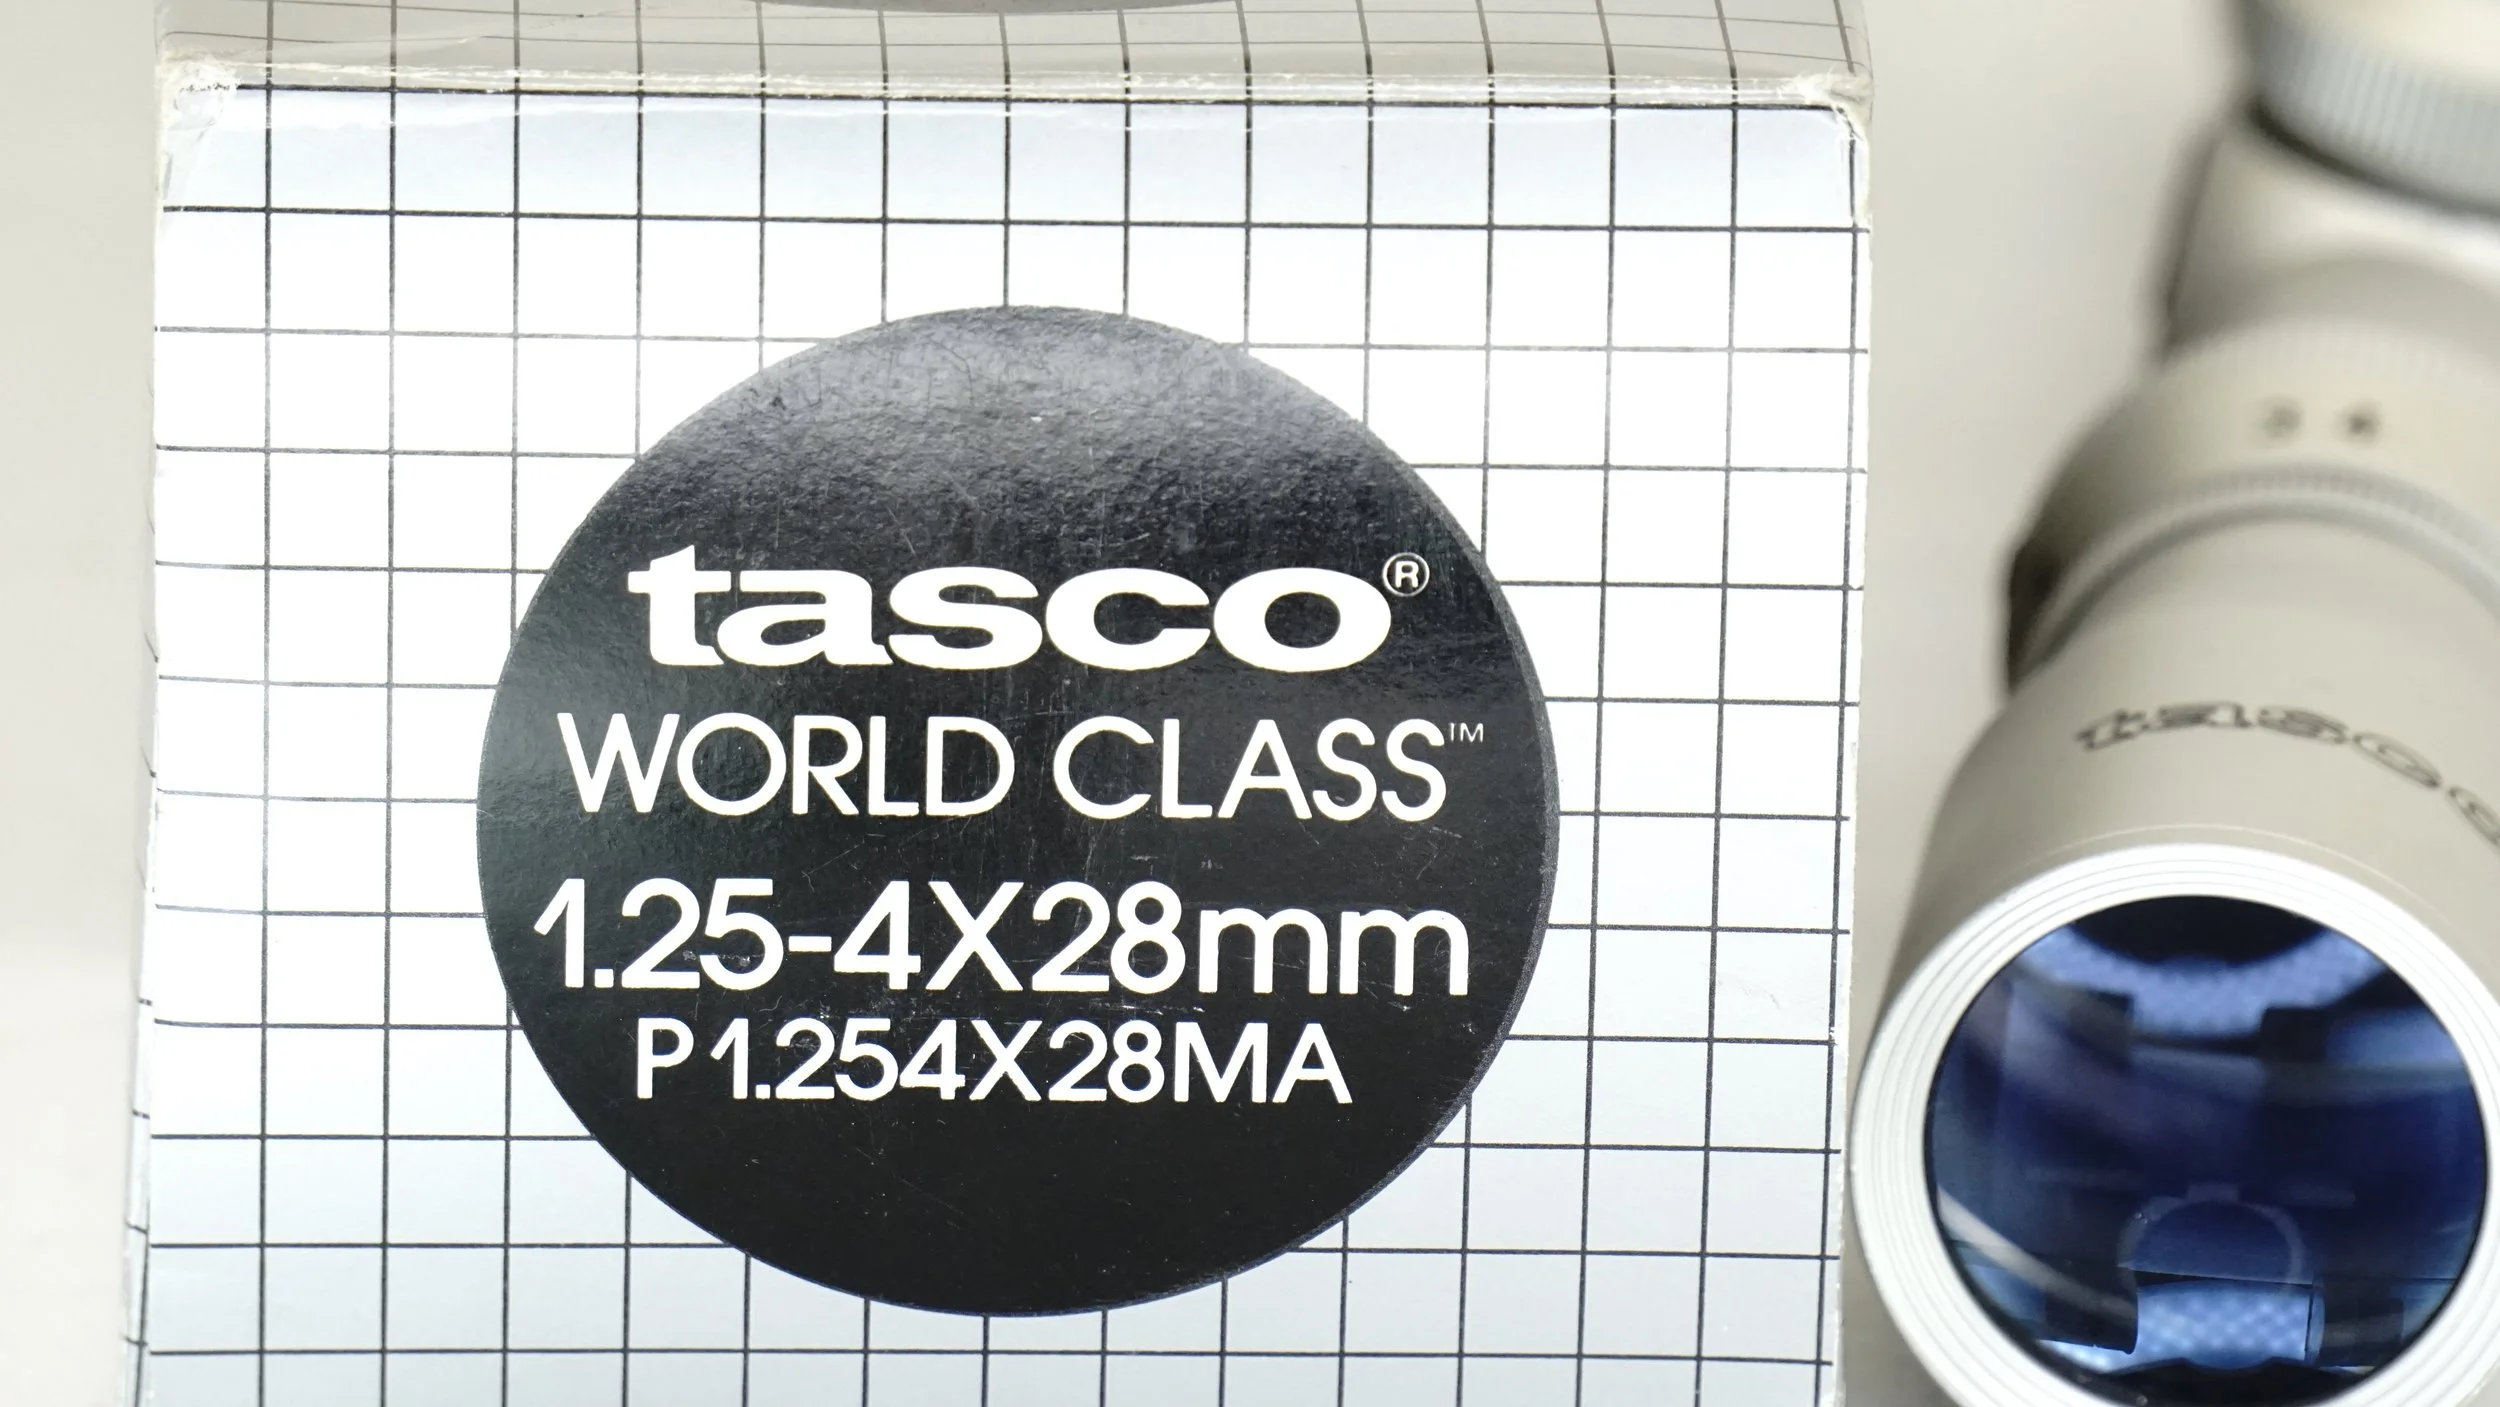 tasco®
WORLD CLASS™
1.25-4X28mm
P1.254X28MA
tasco